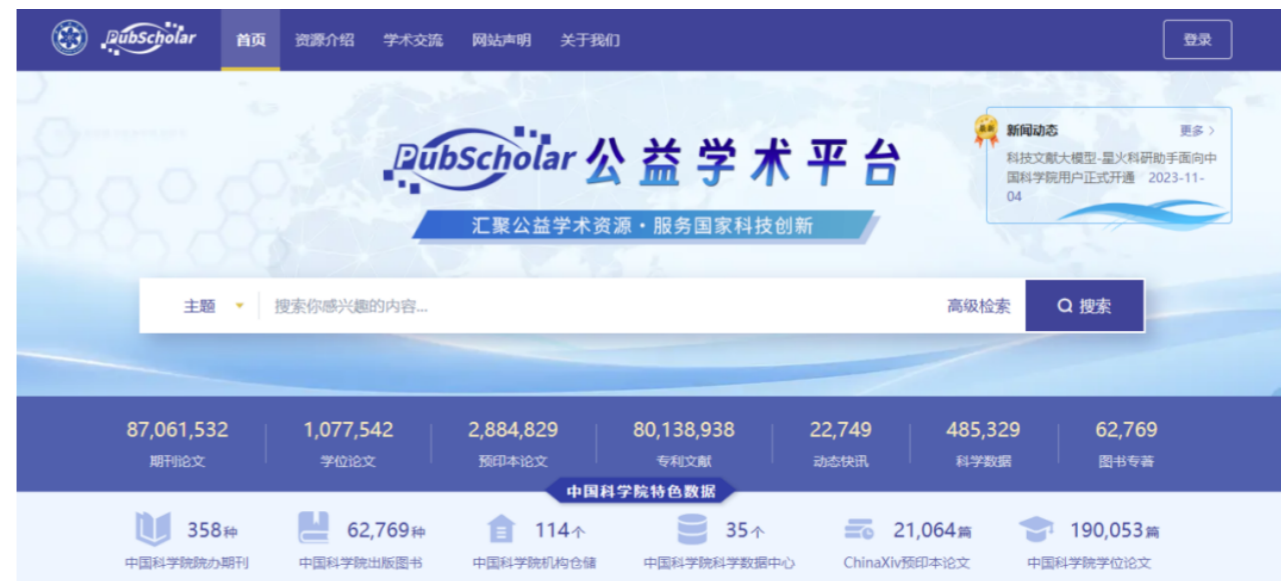 PubScholar 首页 资源介绍 学术交流 网站声明 关于我们 登录
PubScholar 公益学术平台
汇聚公益学术资源・服务国家科技创新
新闻动态 更多 >
科技文献大模型-星火科研助手面向中
国科学院用户正式开通 2023-11-
04
主题 搜索你感兴趣的内容... 高级检索 搜索
87,061,532 1,077,542 2,884,829 80,138,938 22,749 485,329 62,769
期刊论文 学位论文 预印本论文 专利文献 动态快讯 科学数据 图书专著
中国科学院特色数据
358种 62,769种 114个 35个 21,064篇 190,053篇
中国科学院院办期刊 中国科学院出版图书 中国科学院机构仓储 中国科学院科学数据中心 ChinaXiv预印本论文 中国科学院学位论文